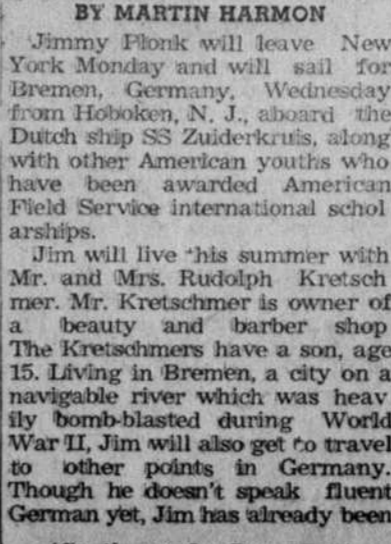 BY MARTIN HARMON
Jimmy Plonk will leave New
York Monday and will sail for
Bremen, Germany, Wednesday
from Hoboken, N. J., aboard the
Dutch ship SS Zuiderkruis, along
with other American youths who
have been awarded American
Field Service international schol
arships.
Jim will live this summer with
Mr. and Mrs. Rudolph Kretsch
mer. Mr. Kretschmer is owner of
a beauty and barber shop
The Kretschmers have a son, age
15. Living in Bremen, a city on a
navigable river which was heav
ily bomb-blasted during World
War II, Jim will also get to travel
to other points in Germany.
Though he doesn't speak fluent
German yet, Jim has already been